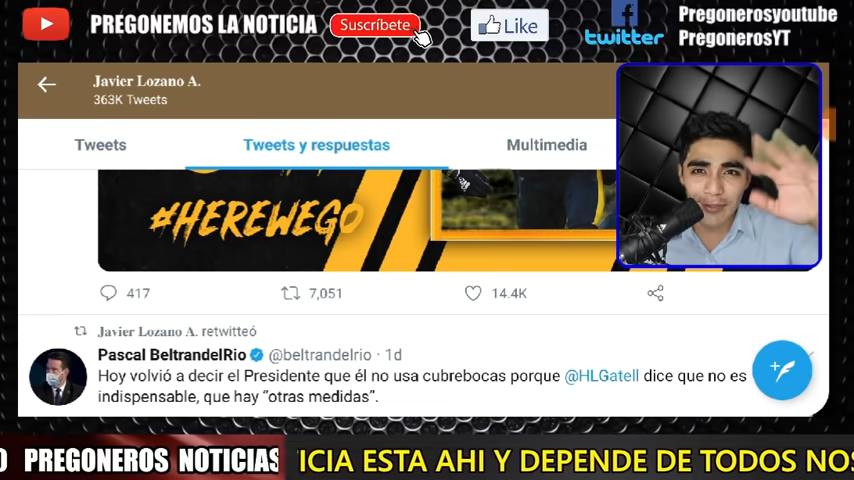 PREGONEMOS LA NOTICIA
Suscríbete
Like
twitter
Pregonerosyoutube
PregonerosYT
Javier Lozano A.
363K Tweets
Tweets
Tweets y respuestas
Multimedia
#HEREWEGO
417
7,051
14.4K
Javier Lozano A. retwitteó
Pascal BeltrandelRio @beltrandelrio · 1d
Hoy volvió a decir el Presidente que él no usa cubrebocas porque @HLGatell dice que no es
indispensable, que hay “otras medidas”.
O PREGONEROS NOTICIAS
ICIA ESTA AHI Y DEPENDE DE TODOS NOS